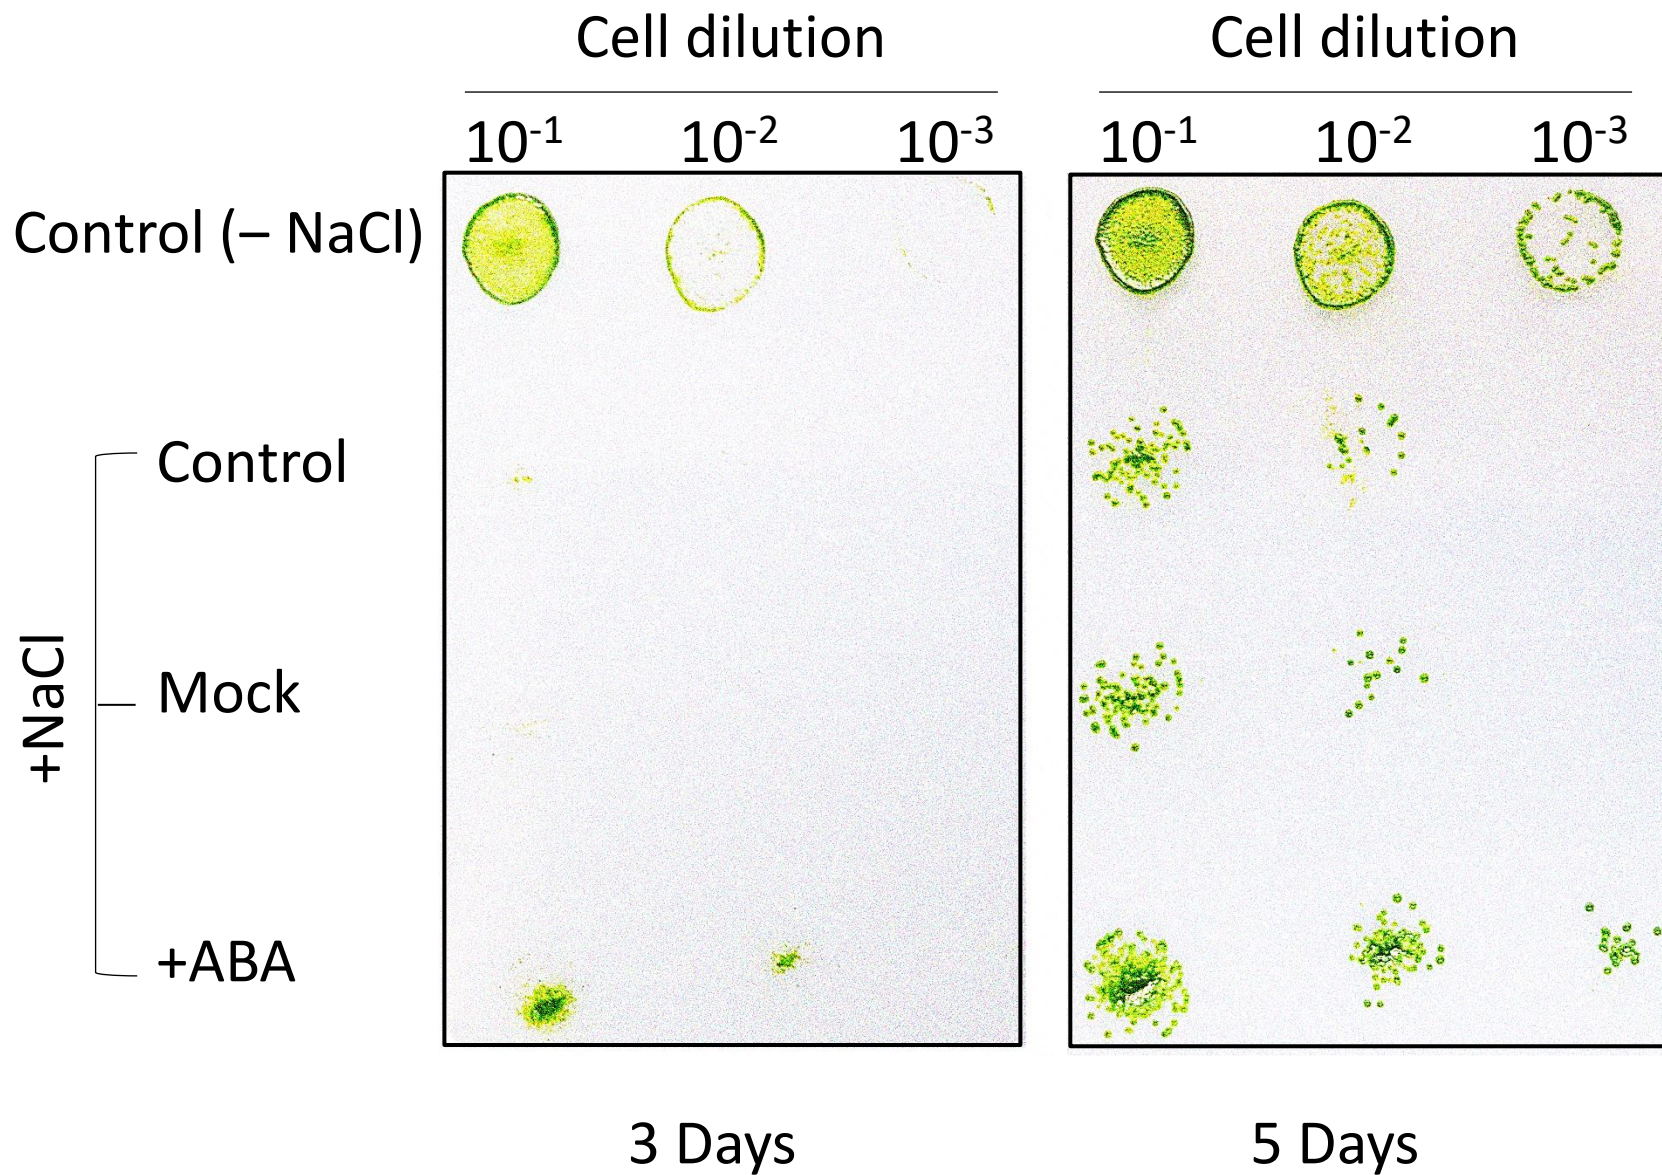 Cell dilution Cell dilution
10⁻¹ 10⁻² 10⁻³ 10⁻¹ 10⁻² 10⁻³
Control (– NaCl)
Control
+NaCl
Mock
+ABA
3 Days 5 Days